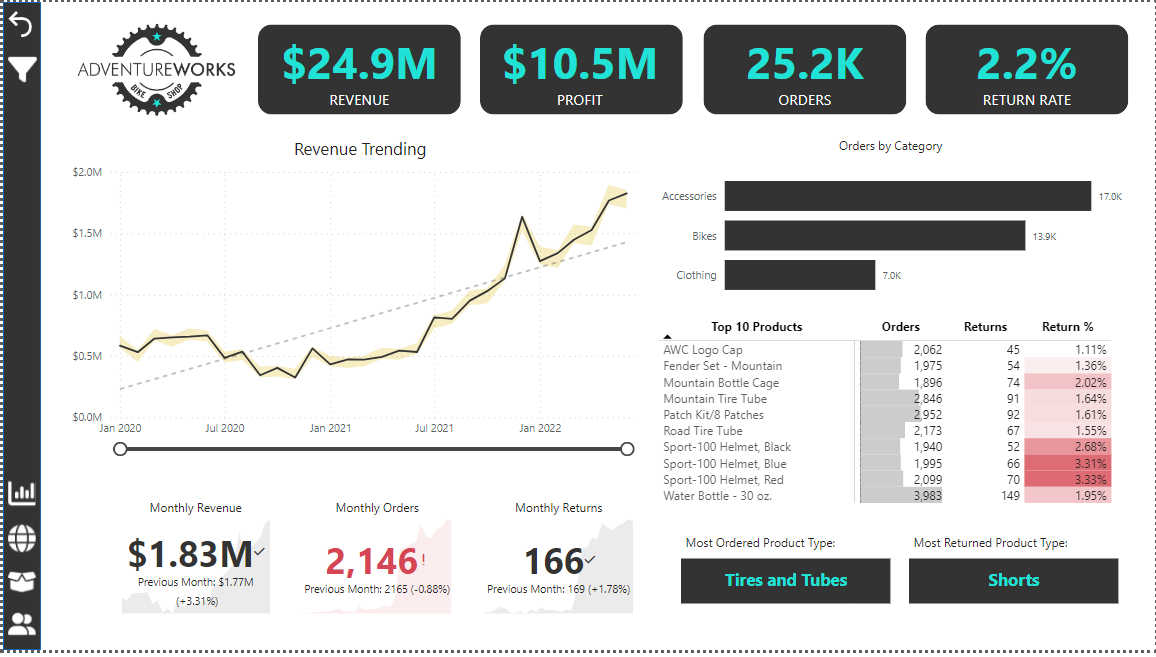 ADVENTUREWORKS
BIKE SHOP
$24.9M
REVENUE
$10.5M
PROFIT
25.2K
ORDERS
2.2%
RETURN RATE
Revenue Trending
$2.0M
$1.5M
$1.0M
$0.5M
$0.0M
Jan 2020 Jul 2020 Jan 2021 Jul 2021 Jan 2022
Orders by Category
Accessories 17.0K
Bikes 13.9K
Clothing 7.0K
Top 10 Products Orders Returns Return %
AWC Logo Cap 2,062 45 1.11%
Fender Set - Mountain 1,975 54 1.36%
Mountain Bottle Cage 1,896 74 2.02%
Mountain Tire Tube 2,846 91 1.64%
Patch Kit/8 Patches 2,952 92 1.61%
Road Tire Tube 2,173 67 1.55%
Sport-100 Helmet, Black 1,940 52 2.68%
Sport-100 Helmet, Blue 1,995 66 3.31%
Sport-100 Helmet, Red 2,099 70 3.33%
Water Bottle - 30 oz. 3,983 149 1.95%
Monthly Revenue
$1.83M
Previous Month: $1.77M
(+3.31%)
Monthly Orders
2,146!
Previous Month: 2165 (-0.88%)
Monthly Returns
166
Previous Month: 169 (+1.78%)
Most Ordered Product Type:
Tires and Tubes
Most Returned Product Type:
Shorts